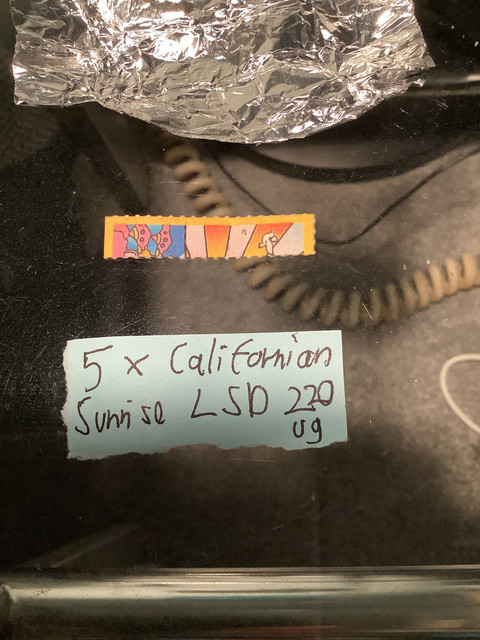 5 x Californian
Sunrise LSD 220
ug